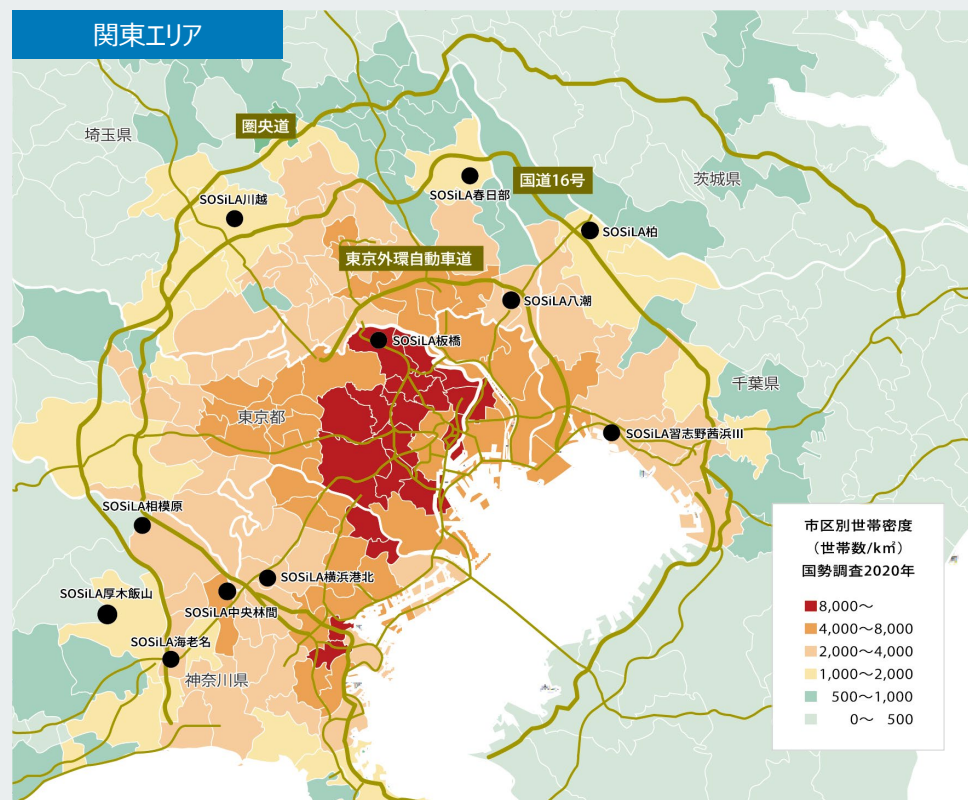 関東エリア
圏央道
埼玉県
国道16号
茨城県
SOSiLA春日部
SOSiLA川越
SOSiLA柏
東京外環自動車道
SOSiLA八潮
SOSiLA板橋
千葉県
東京都
SOSiLA習志野茜浜III
SOSiLA相模原
SOSiLA横浜港北
SOSiLA厚木飯山
SOSiLA中央林間
SOSiLA海老名
神奈川県
市区別世帯密度
(世帯数/k㎡)
国勢調査2020年
8,000〜
4,000〜8,000
2,000〜4,000
1,000〜2,000
500〜1,000
0〜 500